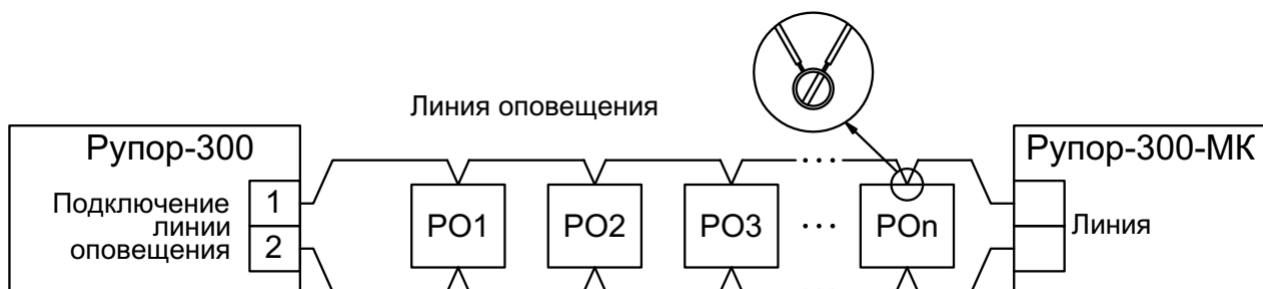 Линия оповещения
Рупор-300
Подключение
линии
оповещения
1
2
РО1
РО2
РО3
...
...
РОn
Рупор-300-МК
Линия